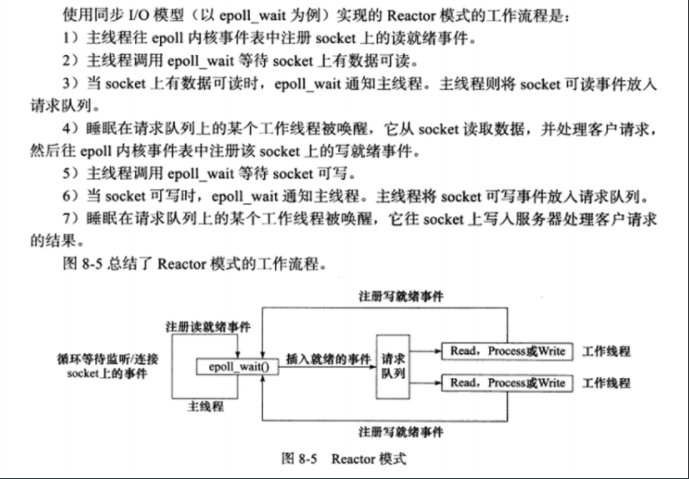 使用同步 I/O 模型（以 epoll_wait 为例）实现的 Reactor 模式的工作流程是：
1）主线程往 epoll 内核事件表中注册 socket 上的读就绪事件。
2）主线程调用 epoll_wait 等待 socket 上有数据可读。
3）当 socket 上有数据可读时，epoll_wait 通知主线程。主线程则将 socket 可读事件放入
请求队列。
4）睡眠在请求队列上的某个工作线程被唤醒，它从 socket 读取数据，并处理客户请求，
然后往 epoll 内核事件表中注册该 socket 上的写就绪事件。
5）主线程调用 epoll_wait 等待 socket 可写。
6）当 socket 可写时，epoll_wait 通知主线程。主线程将 socket 可写事件放入请求队列。
7）睡眠在请求队列上的某个工作线程被唤醒，它往 socket 上写入服务器处理客户请求
的结果。
图 8-5 总结了 Reactor 模式的工作流程。
注册写就绪事件
注册读就绪事件
循环等待监听/连接
socket上的事件
epoll_wait()
插入就绪的事件
请求
队列
Read，Process或Write
工作线程
Read，Process或Write
工作线程
主线程
注册写就绪事件
图 8-5 Reactor 模式